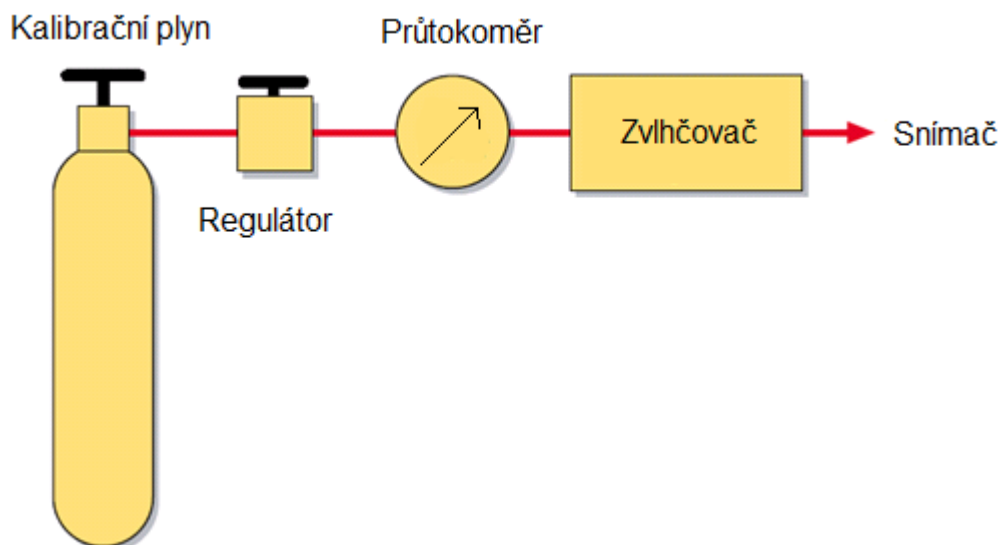 Kalibrační plyn
Průtokoměr
Zvlhčovač
Snímač
Regulátor